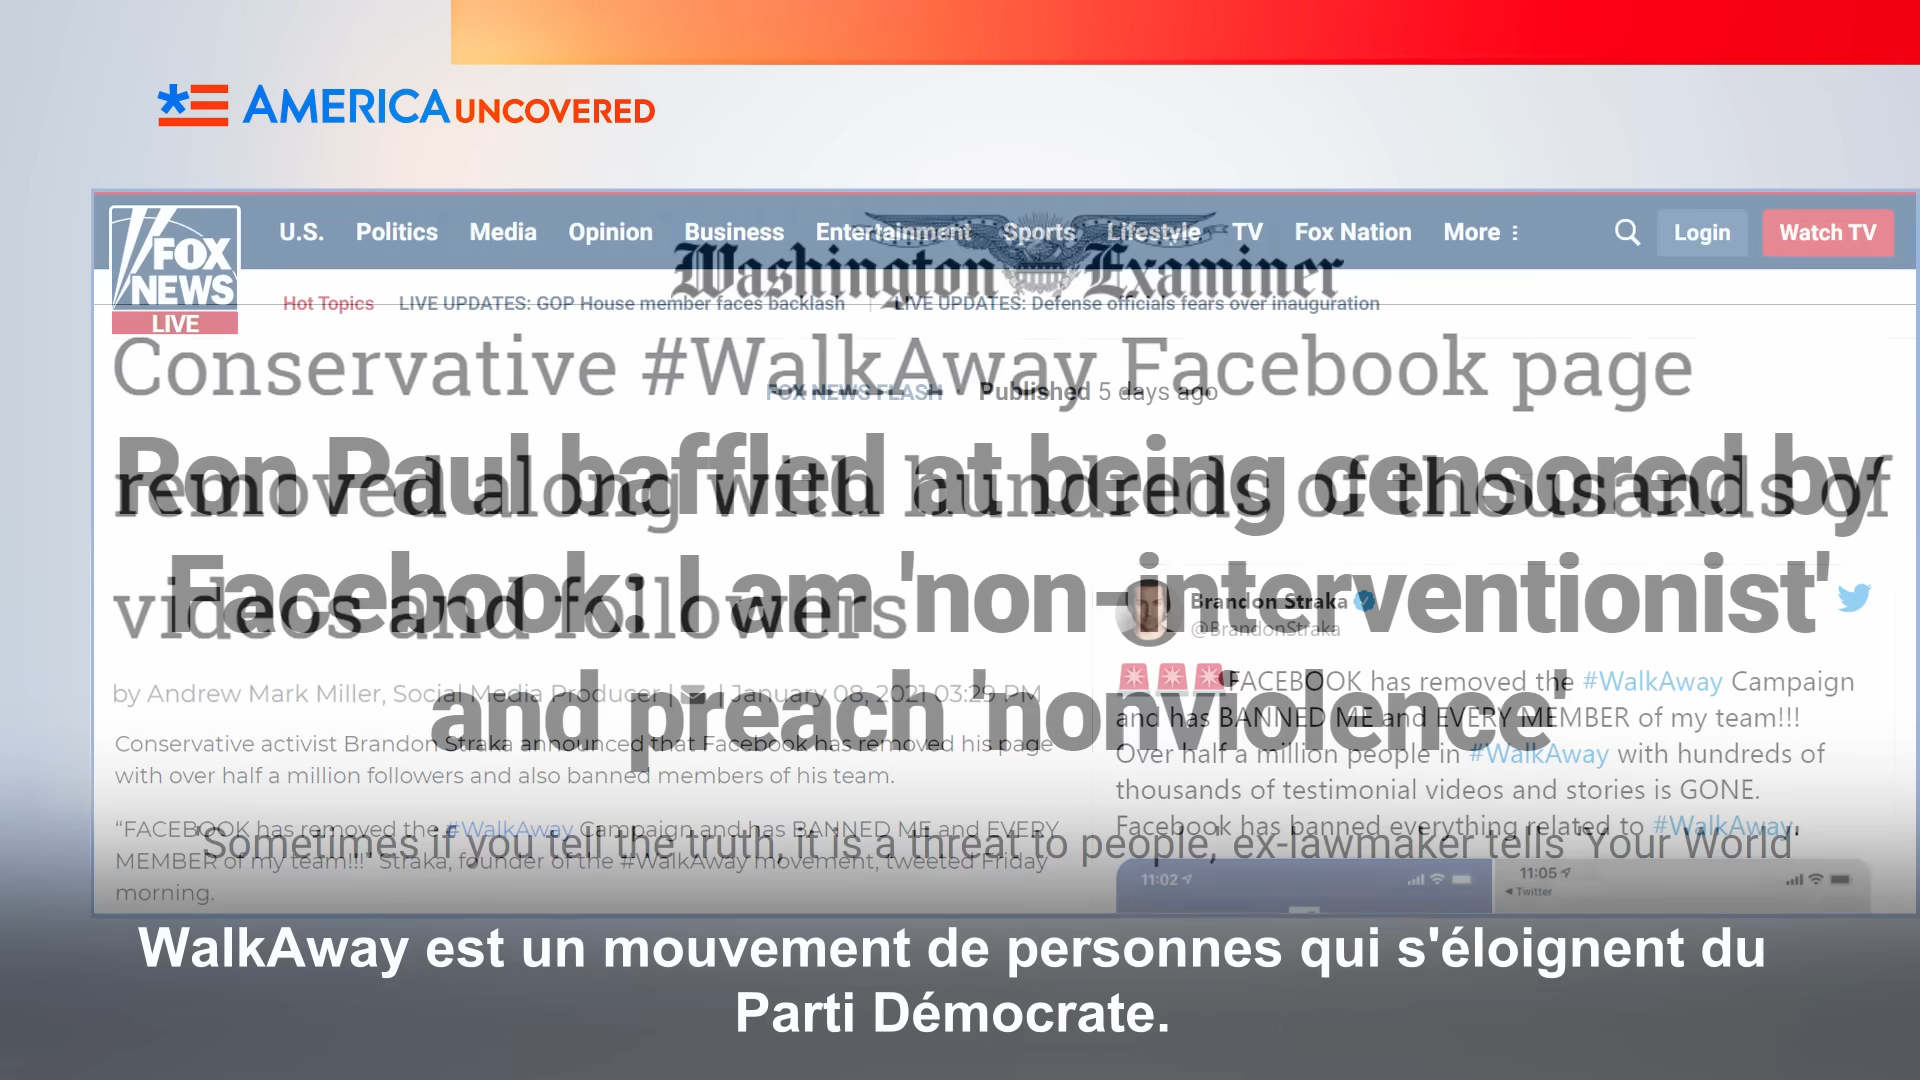 AMERICA UNCOVERED
FOX NEWS
LIVE
U.S. Politics Media Opinion Business Entertainment Sports Lifestyle TV Fox Nation More Login Watch TV
Washington Examiner
Hot Topics LIVE UPDATES: GOP House member faces backlash LIVE UPDATES: Defense officials fears over inauguration
Conservative #WalkAway Facebook page
removed along with hundreds of thousands of
videos and followers
FOX NEWS FLASH · Published 5 days ago
Ron Paul baffled at being censored by
Facebook: I am 'non-interventionist'
and preach 'nonviolence'
'Sometimes if you tell the truth, it is a threat to people,' ex-lawmaker tells 'Your World'
by Andrew Mark Miller, Social Media Producer | | January 08, 2021 03:29 PM
Conservative activist Brandon Straka announced that Facebook has removed his page
with over half a million followers and also banned members of his team.
“FACEBOOK has removed the #WalkAway Campaign and has BANNED ME and EVERY
MEMBER of my team!!!" Straka, founder of the #WalkAway movement, tweeted Friday
morning.
Brandon Straka
@BrandonStraka
FACEBOOK has removed the #WalkAway Campaign
and has BANNED ME and EVERY MEMBER of my team!!!
Over half a million people in #WalkAway with hundreds of
thousands of testimonial videos and stories is GONE.
Facebook has banned everything related to #WalkAway.
11:02
11:05
Twitter
WalkAway est un mouvement de personnes qui s'éloignent du
Parti Démocrate.